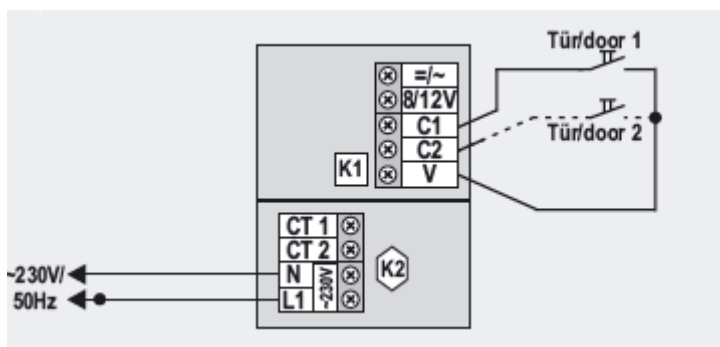 Tür/door 1
=/~
8/12V
C1
Tür/door 2
C2
K1
V
CT 1
CT 2
K2
~230V/
N
~230V
50Hz
L1